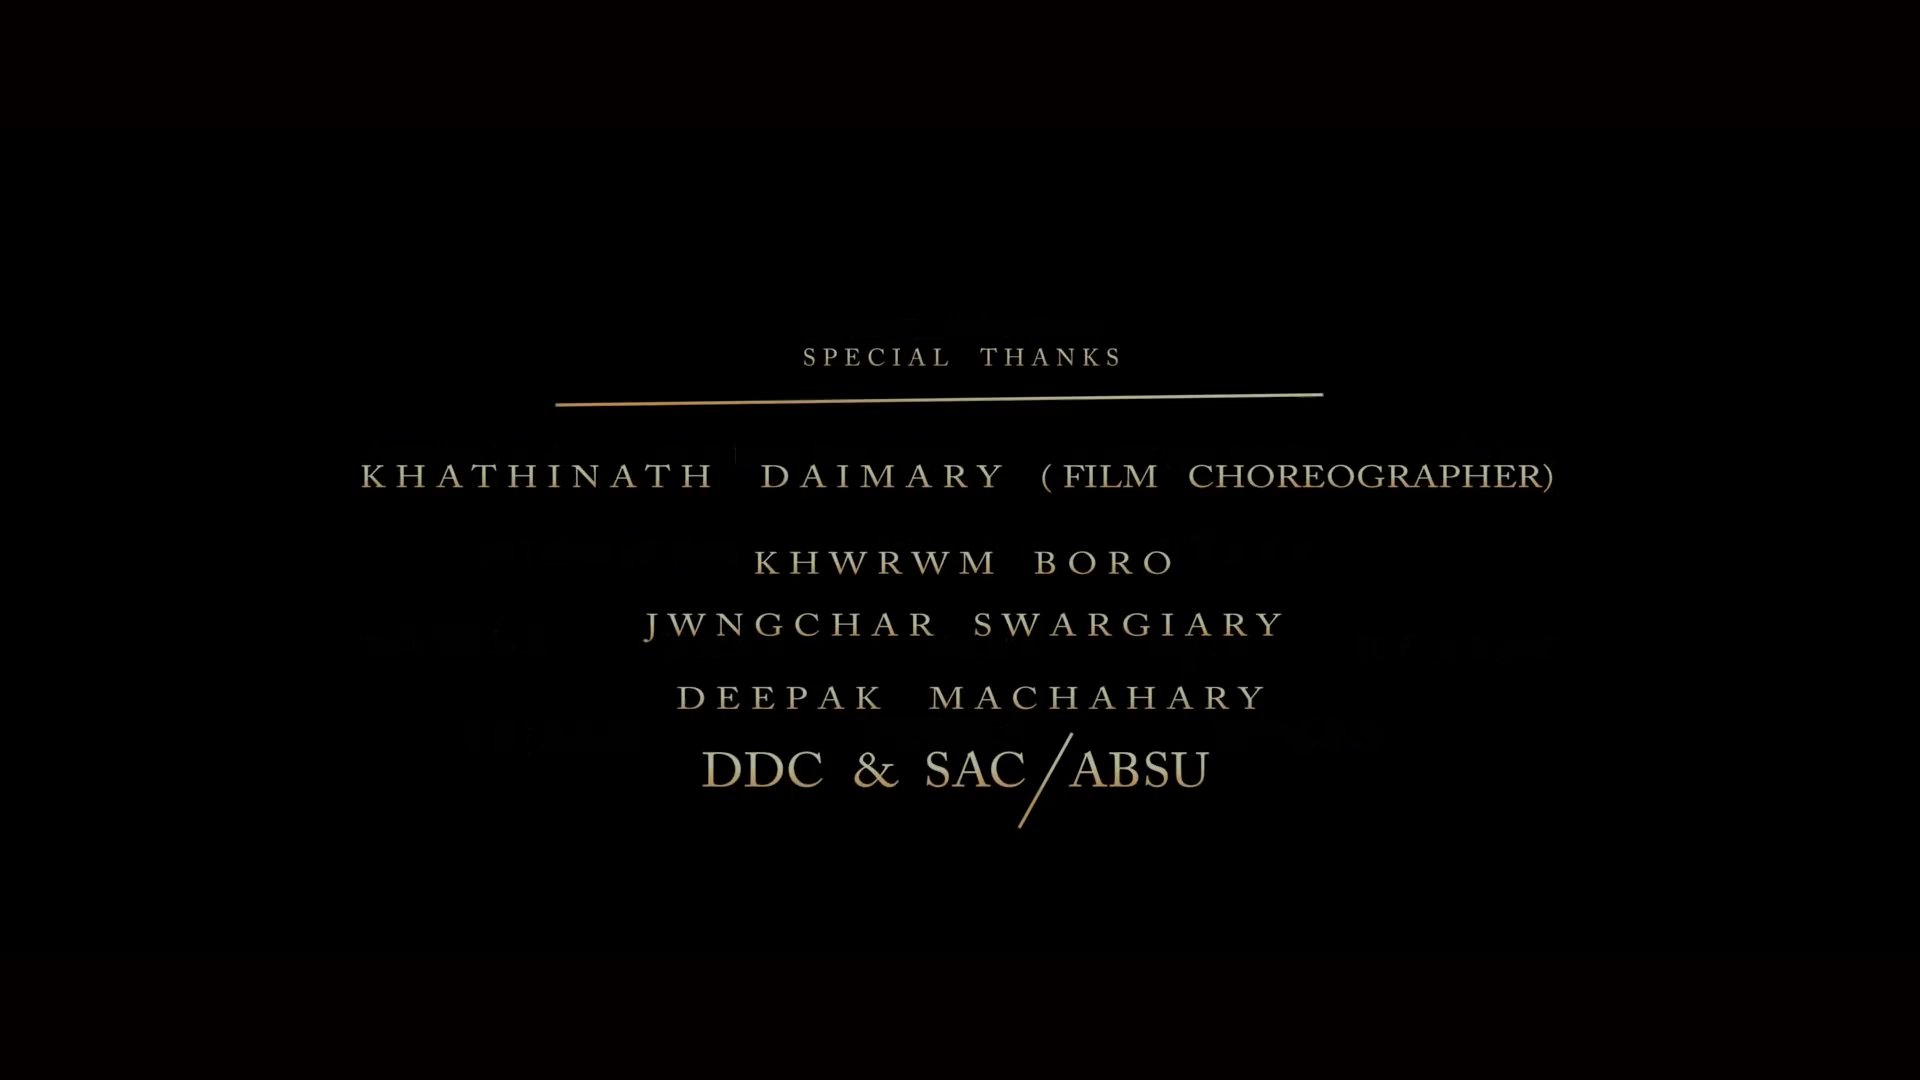 SPECIAL THANKS
KHATHINATH DAIMARY (FILM CHOREOGRAPHER)
KHWRWM BORO
JWNGCHAR SWARGIARY
DEEPAK MACHAHARY
DDC & SAC/ABSU